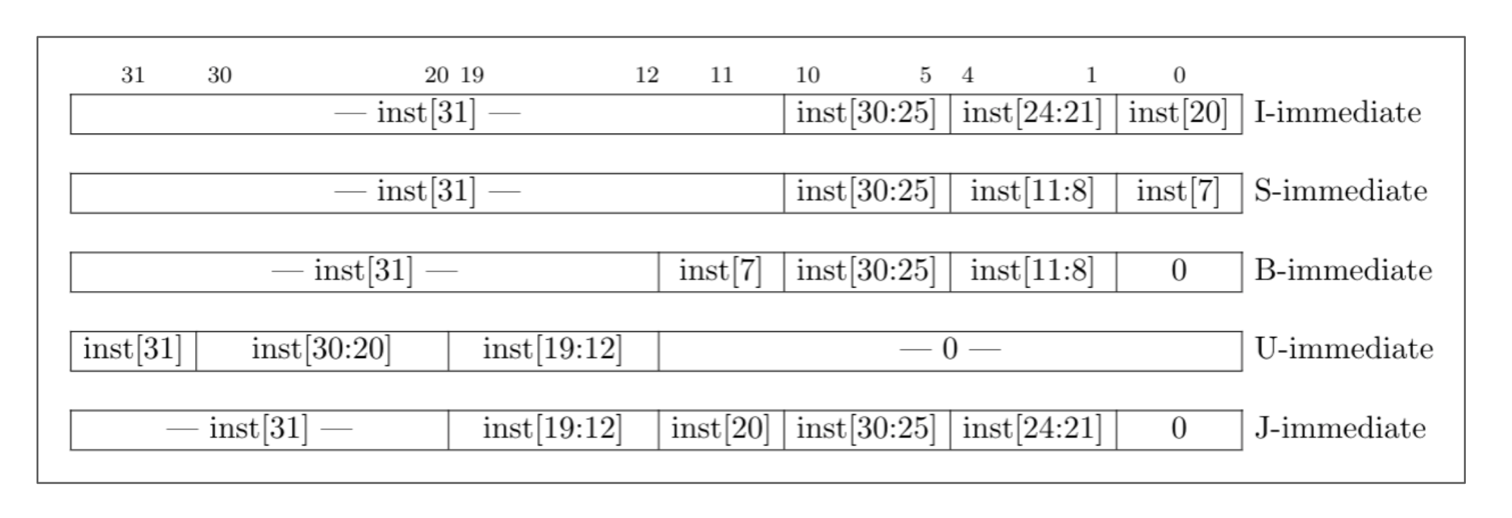 31 30 20 19 12 11 10 5 4 1 0
— inst[31] — inst[30:25] inst[24:21] inst[20] I-immediate
— inst[31] — inst[30:25] inst[11:8] inst[7] S-immediate
— inst[31] — inst[7] inst[30:25] inst[11:8] 0 B-immediate
inst[31] inst[30:20] inst[19:12] — 0 — U-immediate
— inst[31] — inst[19:12] inst[20] inst[30:25] inst[24:21] 0 J-immediate